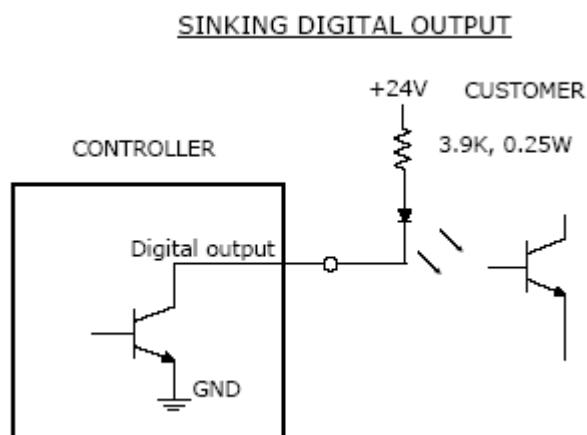 SINKING DIGITAL OUTPUT
+24V
CUSTOMER
3.9K, 0.25W
CONTROLLER
Digital output
GND